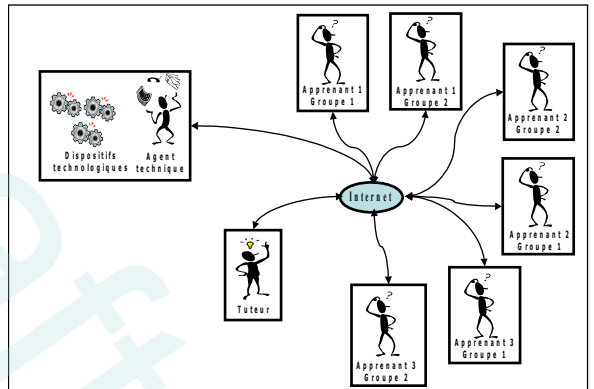 Apprenant 1
Groupe 1
Apprenant 1
Groupe 2
Apprenant 2
Groupe 2
Dispositifs
technologiques
Agent
technique
Internet
Apprenant 2
Groupe 1
Tuteur
Apprenant 3
Groupe 1
Apprenant 3
Groupe 2